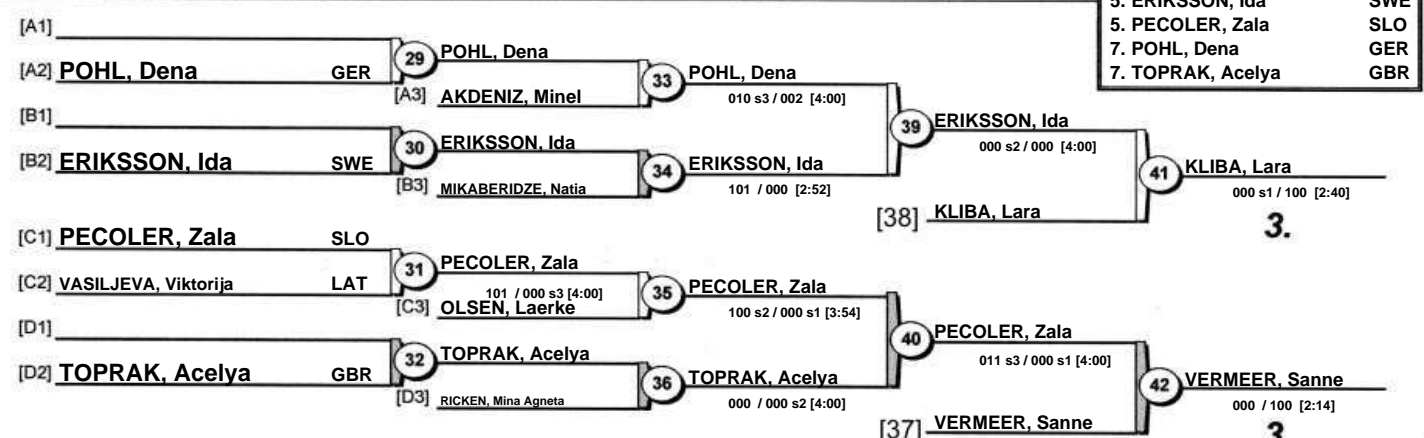 5. ERIKSSON, Ida SWE
5. PECOLER, Zala SLO
7. POHL, Dena GER
7. TOPRAK, Acelya GBR
[A1]
[A2] POHL, Dena GER
29
POHL, Dena
[A3] AKDENIZ, Minel
33
POHL, Dena
010 s3 / 002 [4:00]
[B1]
[B2] ERIKSSON, Ida SWE
30
ERIKSSON, Ida
[B3] MIKABERIDZE, Natia
34
ERIKSSON, Ida
101 / 000 [2:52]
39
ERIKSSON, Ida
000 s2 / 000 [4:00]
[38] KLIBA, Lara
41
KLIBA, Lara
000 s1 / 100 [2:40]
3.
[C1] PECOLER, Zala SLO
[C2] VASILJEVA, Viktorija LAT
31
PECOLER, Zala
101 / 000 s3 [4:00]
[C3] OLSEN, Laerke
35
PECOLER, Zala
100 s2 / 000 s1 [3:54]
[D1]
[D2] TOPRAK, Acelya GBR
32
TOPRAK, Acelya
[D3] RICKEN, Mina Agneta
36
TOPRAK, Acelya
000 / 000 s2 [4:00]
40
PECOLER, Zala
011 s3 / 000 s1 [4:00]
[37] VERMEER, Sanne
42
VERMEER, Sanne
000 / 100 [2:14]
3.